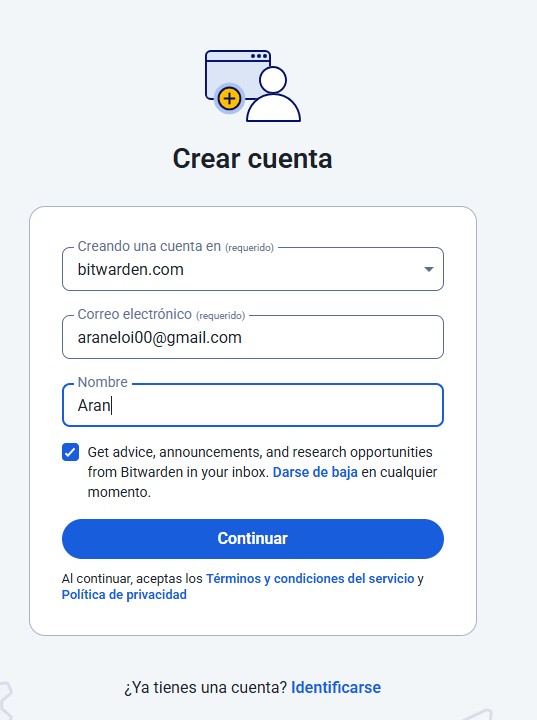 Crear cuenta
Creando una cuenta en (requerido)
bitwarden.com
Correo electrónico (requerido)
araneloi00@gmail.com
Nombre
Aran
Get advice, announcements, and research opportunities
from Bitwarden in your inbox. Darse de baja en cualquier
momento.
Continuar
Al continuar, aceptas los Términos y condiciones del servicio y
Política de privacidad
¿Ya tienes una cuenta? Identificarse